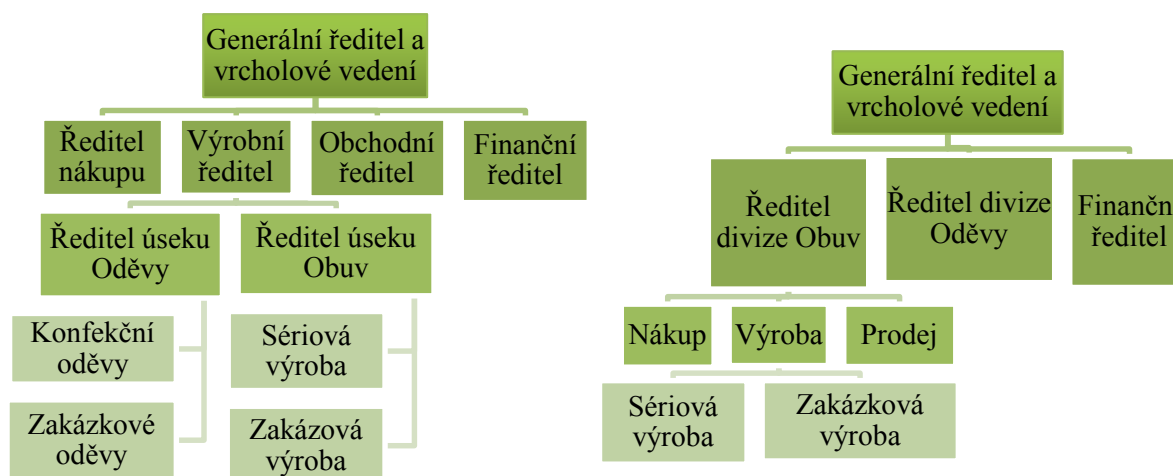 Generální ředitel a
vrcholové vedení
Ředitel
nákupu
Výrobní
ředitel
Obchodní
ředitel
Finanční
ředitel
Ředitel úseku
Oděvy
Ředitel úseku
Obuv
Konfekční
oděvy
Zakázkové
oděvy
Sériová
výroba
Zakázová
výroba
Generální ředitel a
vrcholové vedení
Ředitel
divize Obuv
Ředitel divize
Oděvy
Finančn
ředitel
Nákup
Výroba
Prodej
Sériová
výroba
Zakázková
výroba